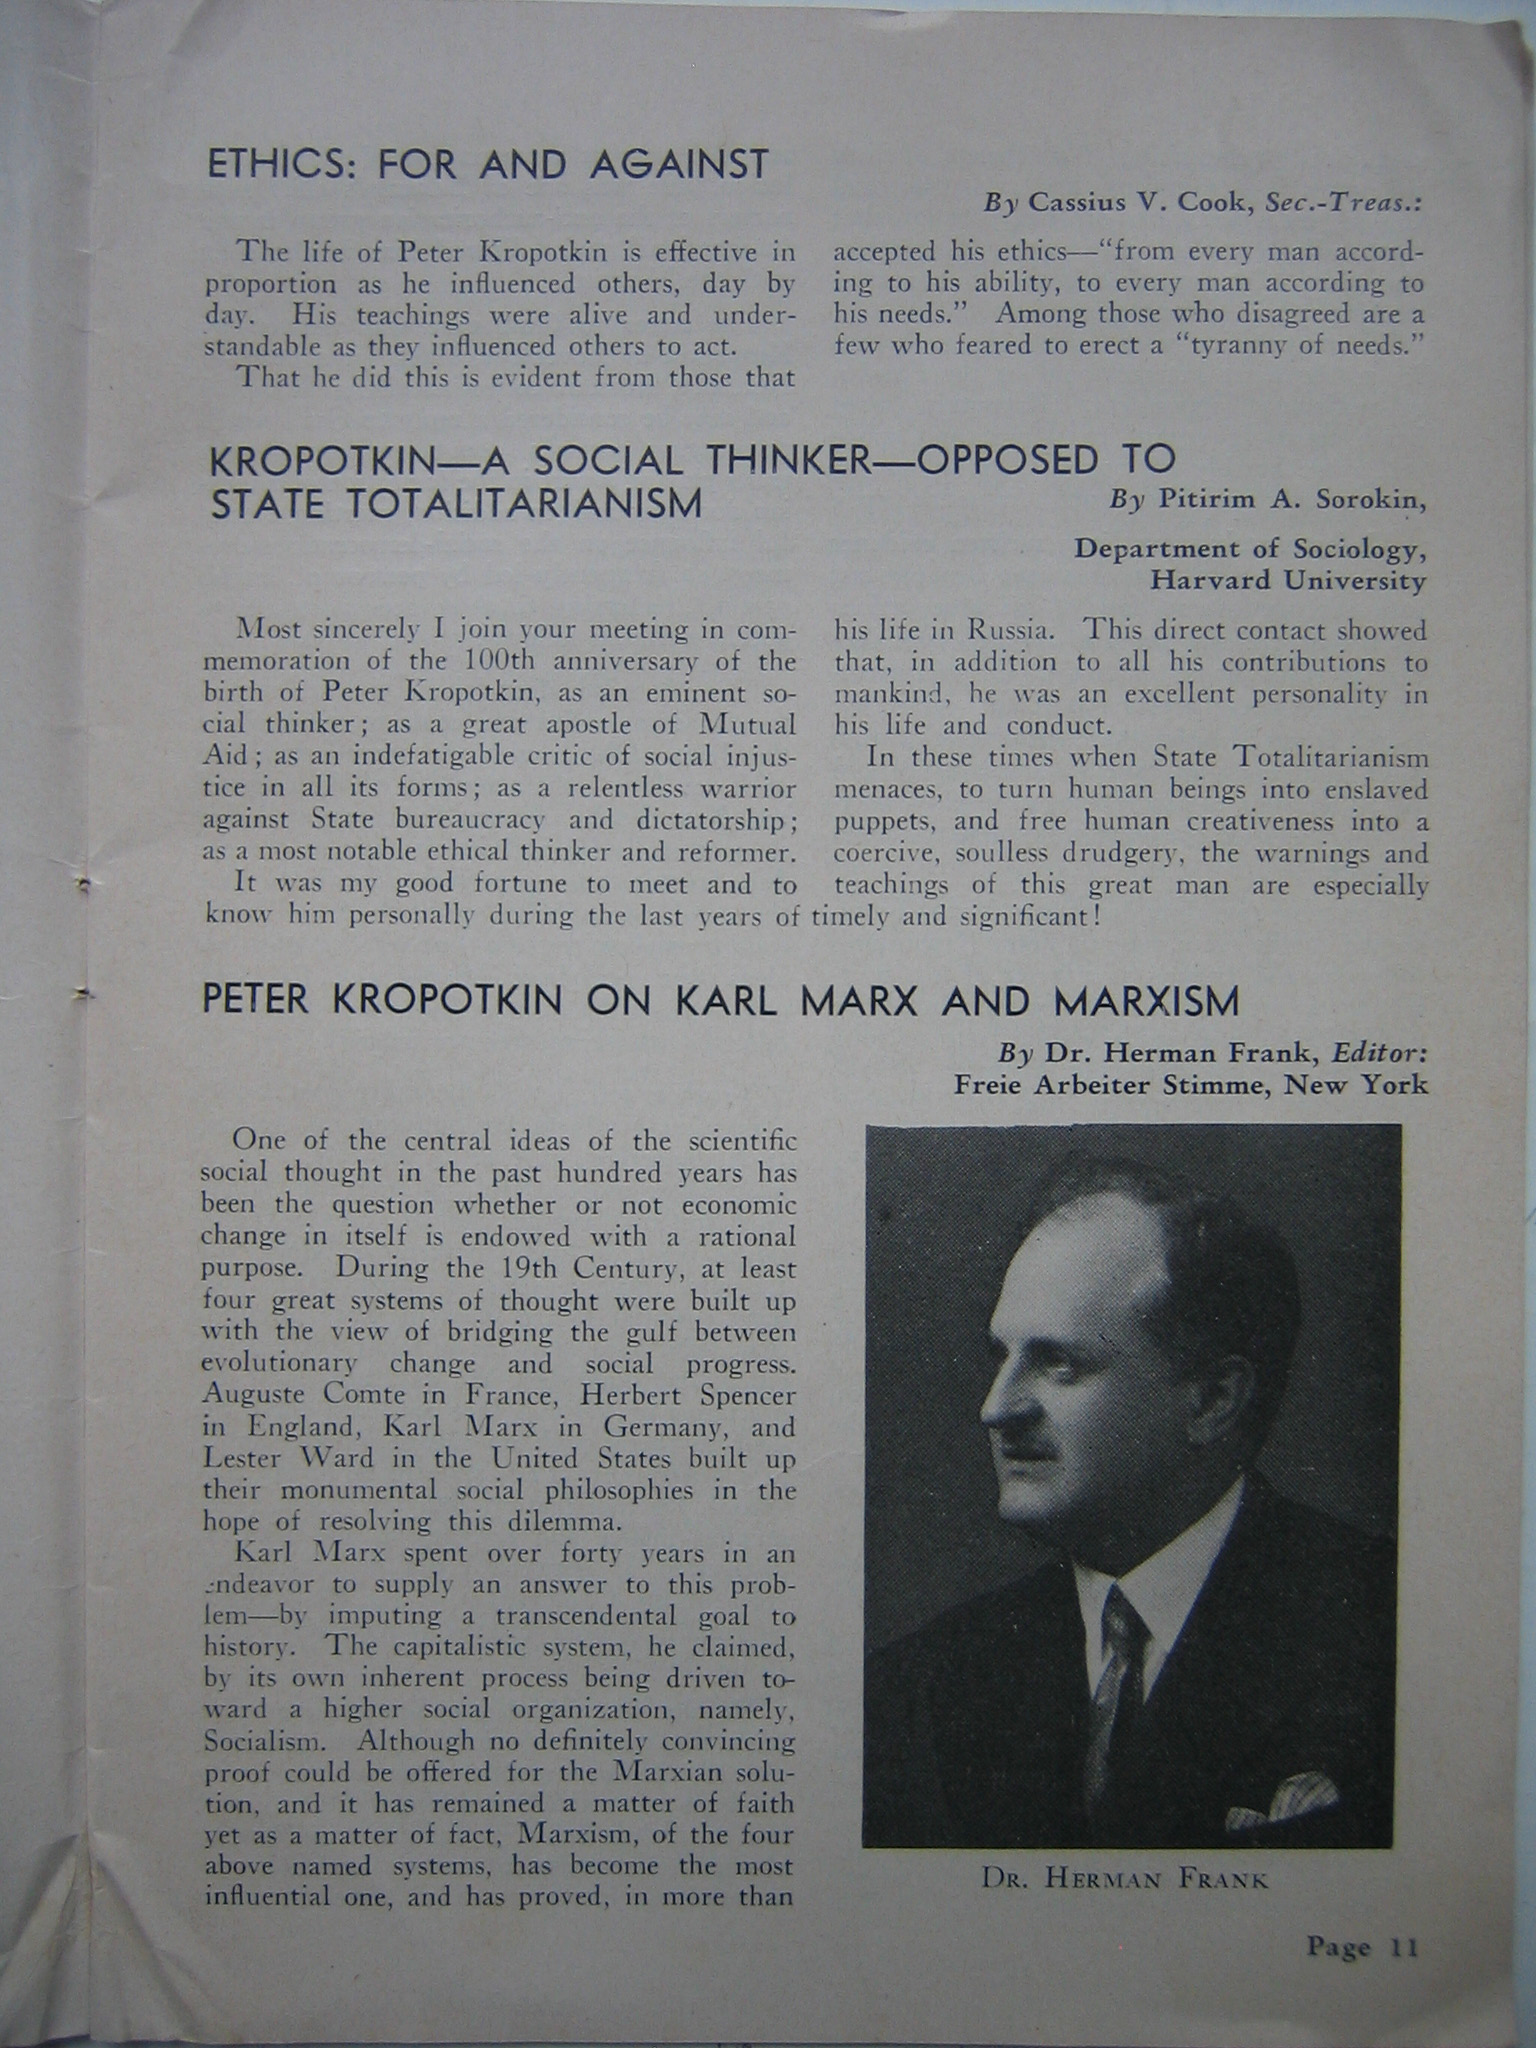 ETHICS: FOR AND AGAINST
By Cassius V. Cook, Sec.-Treas.:
The life of Peter Kropotkin is effective in
proportion as he influenced others, day by
day. His teachings were alive and under-
standable as they influenced others to act.
That he did this is evident from those that
accepted his ethics—“from every man accord-
ing to his ability, to every man according to
his needs.” Among those who disagreed are a
few who feared to erect a “tyranny of needs.”
KROPOTKIN—A SOCIAL THINKER—OPPOSED TO
STATE TOTALITARIANISM
By Pitirim A. Sorokin,
Department of Sociology,
Harvard University
Most sincerely I join your meeting in com-
memoration of the 100th anniversary of the
birth of Peter Kropotkin, as an eminent so-
cial thinker; as a great apostle of Mutual
Aid; as an indefatigable critic of social injus-
tice in all its forms; as a relentless warrior
against State bureaucracy and dictatorship;
as a most notable ethical thinker and reformer.
It was my good fortune to meet and to
know him personally during the last years of
his life in Russia. This direct contact showed
that, in addition to all his contributions to
mankind, he was an excellent personality in
his life and conduct.
In these times when State Totalitarianism
menaces, to turn human beings into enslaved
puppets, and free human creativeness into a
coercive, soulless drudgery, the warnings and
teachings of this great man are especially
timely and significant!
PETER KROPOTKIN ON KARL MARX AND MARXISM
By Dr. Herman Frank, Editor:
Freie Arbeiter Stimme, New York
One of the central ideas of the scientific
social thought in the past hundred years has
been the question whether or not economic
change in itself is endowed with a rational
purpose. During the 19th Century, at least
four great systems of thought were built up
with the view of bridging the gulf between
evolutionary change and social progress.
Auguste Comte in France, Herbert Spencer
in England, Karl Marx in Germany, and
Lester Ward in the United States built up
their monumental social philosophies in the
hope of resolving this dilemma.
Karl Marx spent over forty years in an
endeavor to supply an answer to this prob-
lem—by imputing a transcendental goal to
history. The capitalistic system, he claimed,
by its own inherent process being driven to-
ward a higher social organization, namely,
Socialism. Although no definitely convincing
proof could be offered for the Marxian solu-
tion, and it has remained a matter of faith
yet as a matter of fact, Marxism, of the four
above named systems, has become the most
influential one, and has proved, in more than
DR. HERMAN FRANK
Page 11